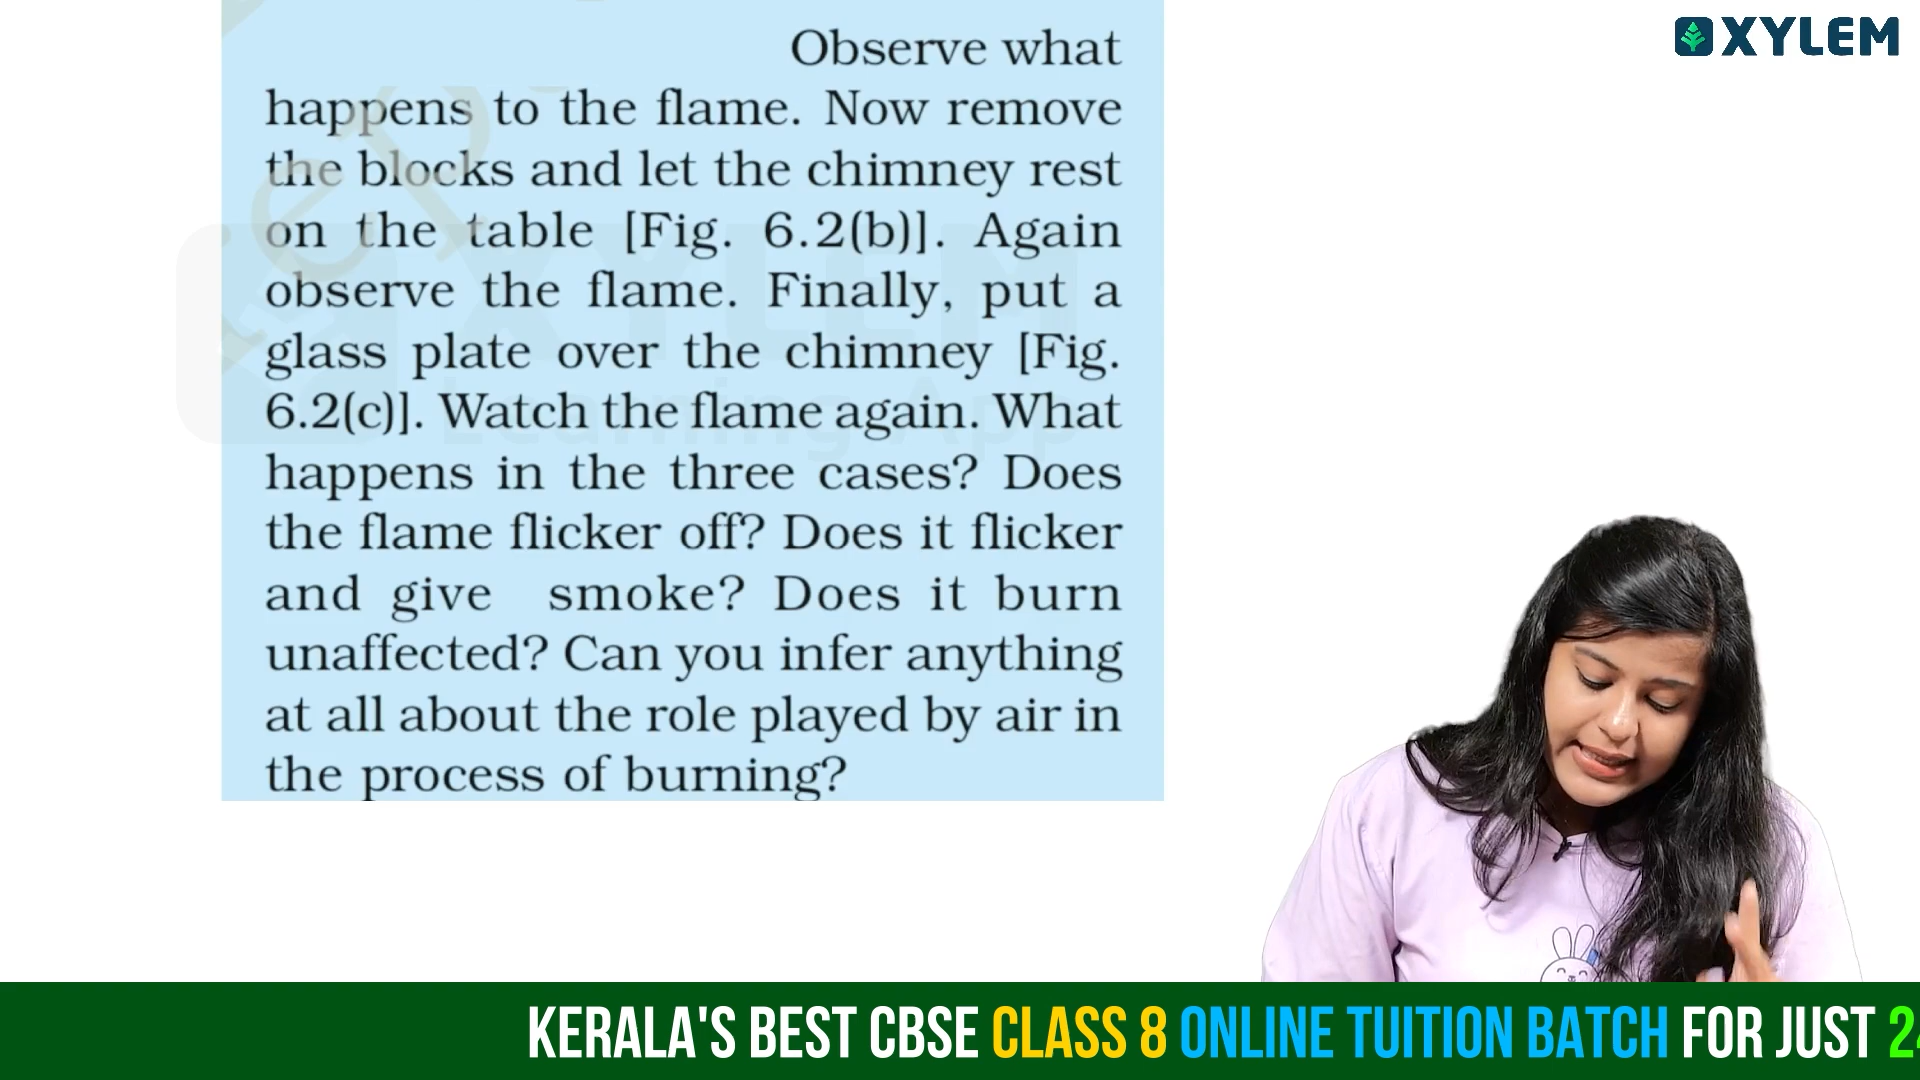 XYLEM
Observe what
happens to the flame. Now remove
the blocks and let the chimney rest
on the table [Fig. 6.2(b)]. Again
observe the flame. Finally, put a
glass plate over the chimney [Fig.
6.2(c)]. Watch the flame again. What
happens in the three cases? Does
the flame flicker off? Does it flicker
and give smoke? Does it burn
unaffected? Can you infer anything
at all about the role played by air in
the process of burning?
XYLEM
Learning App
KERALA'S BEST CBSE CLASS 8 ONLINE TUITION BATCH FOR JUST 2